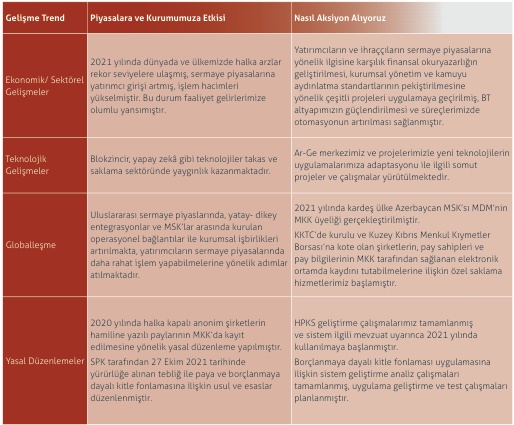 Gelişme Trend
Piyasalara ve Kurumumuza Etkisi
Nasıl Aksiyon Alıyoruz
Ekonomik/ Sektörel
Gelişmeler
2021 yılında dünyada ve ülkemizde halka arzlar
rekor seviyelere ulaşmış, sermaye piyasalarına
yatırımcı girişi artmış, işlem hacimleri
yükselmiştir. Bu durum faaliyet gelirlerimize
olumlu yansımıştır.
Yatırımcıların ve İhraççıların sermaye piyasalarına
yönelik ilgisine karşılık finansal okuryazarlığın
geliştirilmesi, kurumsal yönetim ve kamuyu
aydınlatma standartlarının pekiştirilmesine
yönelik çeşitli projeleri uygulamaya geçirilmiş, BT
altyapımızın güçlendirilmesi ve süreçlerimizde
otomasyonun artırılması sağlanmıştır.
Teknolojik
Gelişmeler
Blokzincir, yapay zekâ gibi teknolojiler takas ve
saklama sektöründe yaygınlık kazanmaktadır.
Ar-Ge merkezimiz ve projelerimizle yeni teknolojilerin
uygulamalarımıza adaptasyonu ile ilgili somut
projeler ve çalışmalar yürütülmektedir.
Globalleşme
Uluslararası sermaye piyaslarında, yatay- dikey
entegrasyonlar ve MSK'lar arasında kurulan
operasyonel bağlantılar ile kurumsal işbirlikleri
artırılmakta, yatırımcıların sermaye piyasalarında
daha rahat işlem yapabilmelerine yönelik adımlar
atılmaktadır.
2021 yılında kardeş ülke Azerbaycan MSK'sı MDM'nin
MKK üyeliği gerçekleştirilmiştir.
KKTC'de kurulu ve Kuzey Kıbrıs Menkul Kıymetler
Borsası'na kote olan şirketlerin, pay sahipleri ve
pay bilgilerinin MKK tarafından sağlanan elektronik
ortamda kaydını tutabilmelerine ilişkin özel saklama
hizmetlerimiz başlamıştır.
Yasal Düzenlemeler
2020 yılında halka kapalı anonim şirketlerin
hamiline yazılı paylarının MKK'da kayıt
edilmesine yönelik yasal düzenleme yapılmıştır.
SPK tarafından 27 Ekim 2021 tarihinde
yürürlüğe alınan tebliğ ile paya ve borçlanmaya
dayalı kitle fonlamasına ilişkin usul ve esaslar
düzenlenmiştir.
HPKS geliştirme çalışmalarımız tamamlanmış
ve sistem ilgili mevzuat uyarınca 2021 yılında
kullanılmaya başlanmıştır.
Borçlanmaya dayalı kitle fonlaması uygulamasına
ilişkin sistem geliştirme analiz çalışmaları
tamamlanmış, uygulama geliştirme ve test çalışmaları
planlanmıştır.